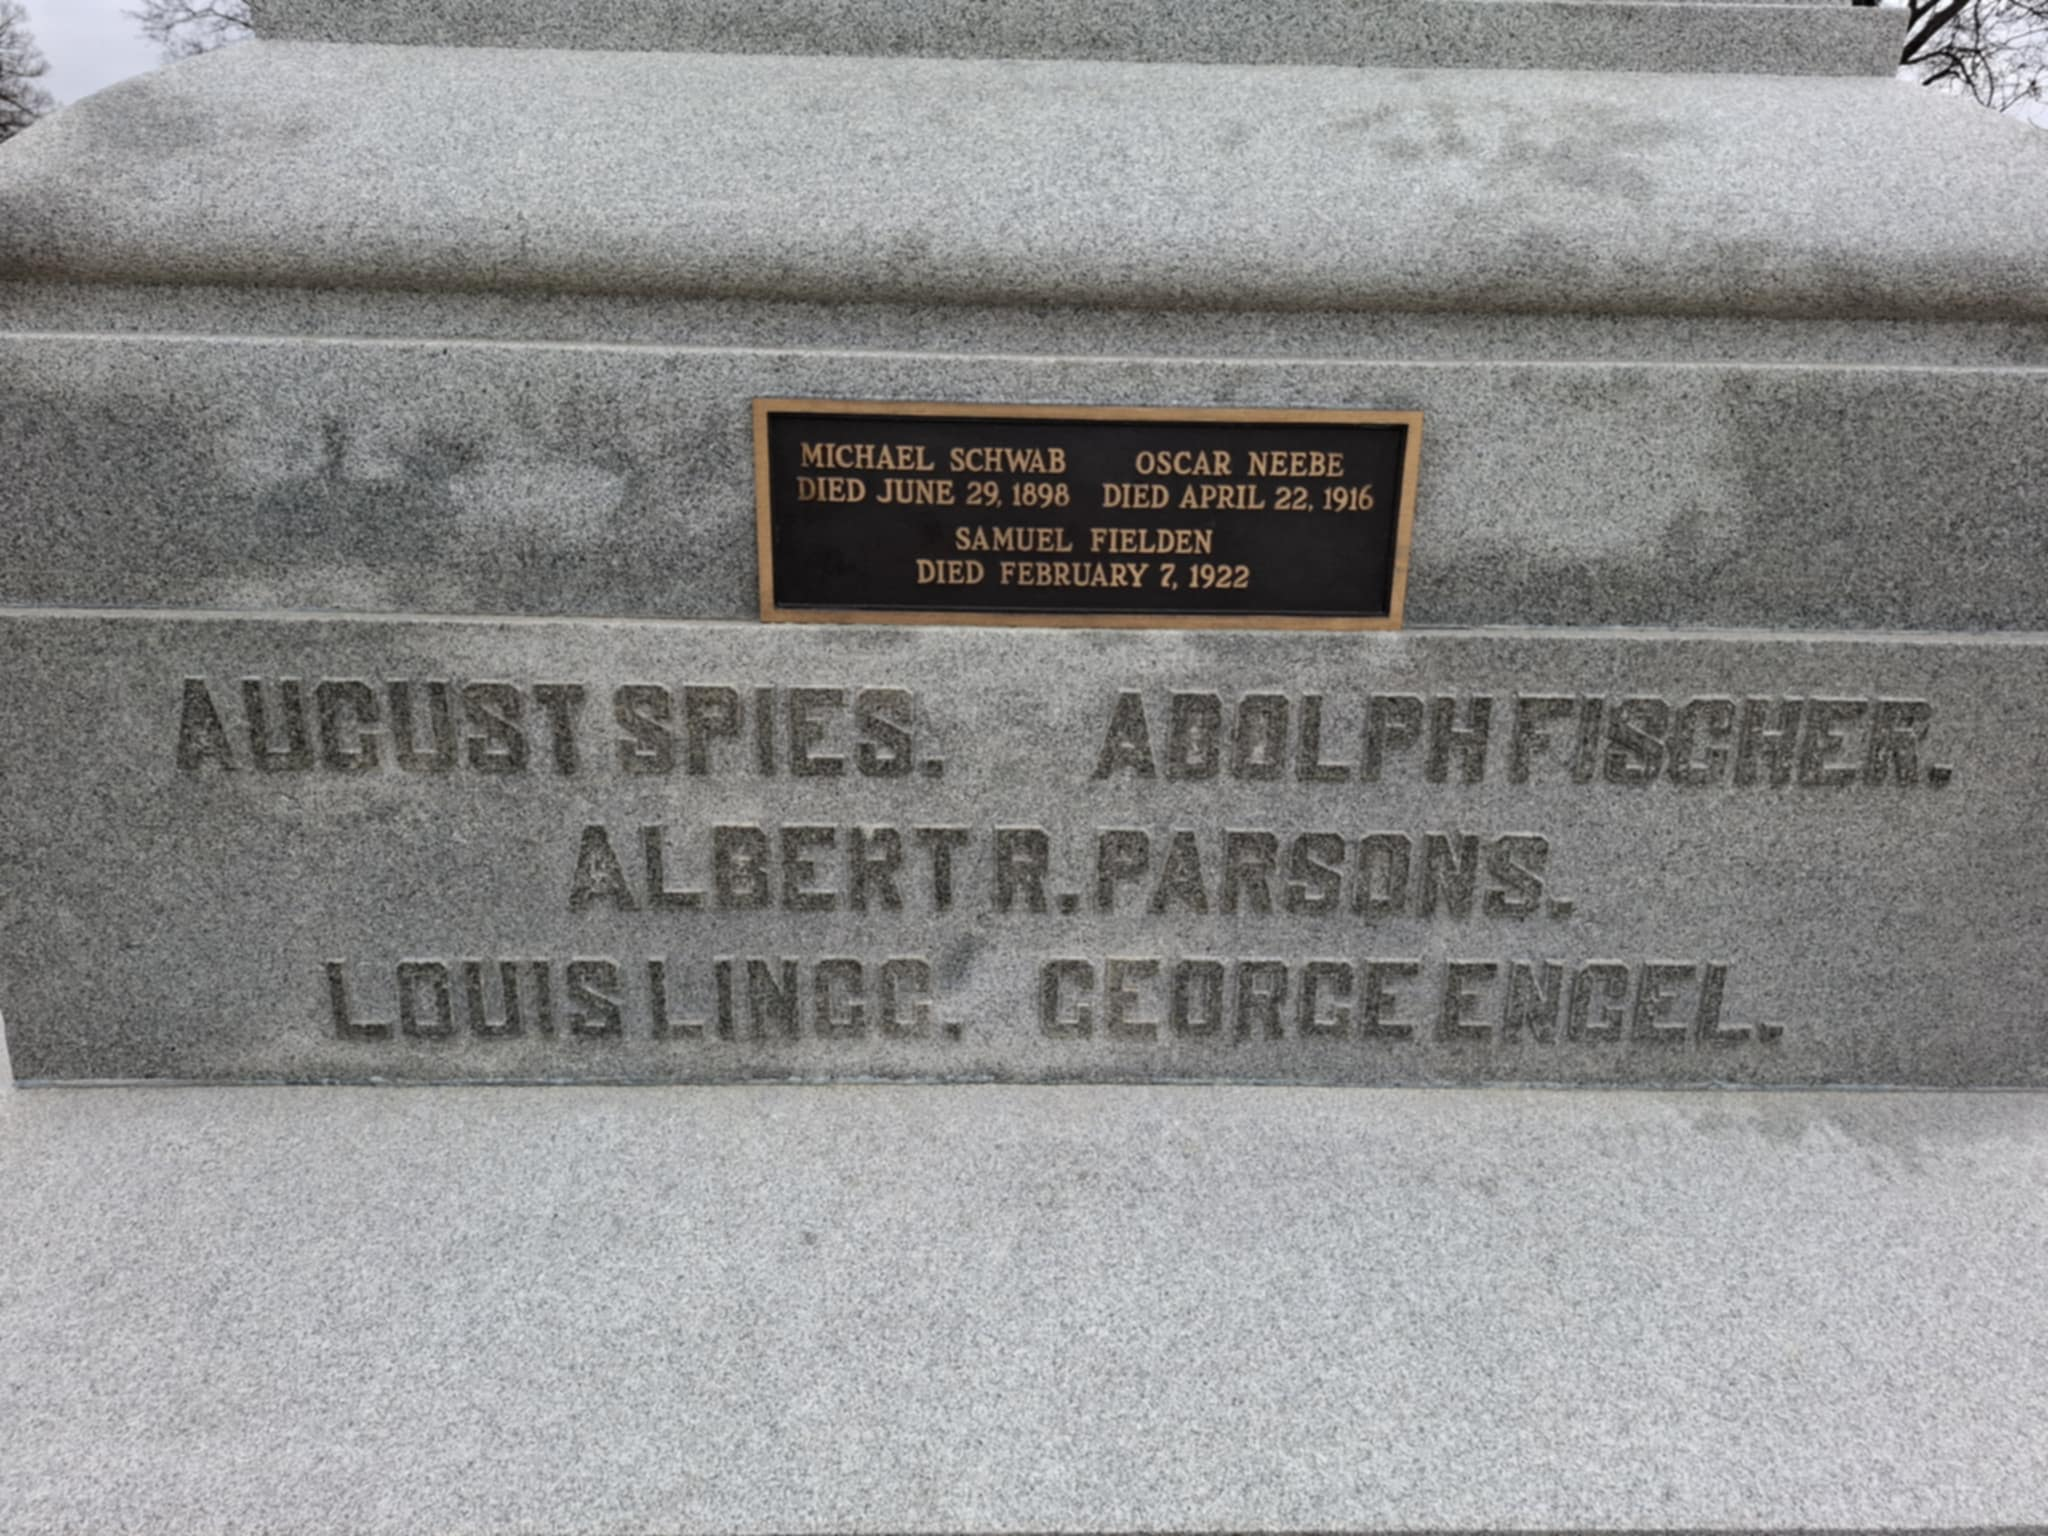 MICHAEL SCHWAB OSCAR NEEBE
DIED JUNE 29, 1898 DIED APRIL 22, 1916
SAMUEL FIELDEN
DIED FEBRUARY 7, 1922
AUGUST SPIES. ADOLPH FISCHER.
ALBERT R. PARSONS.
LOUIS LINGG. GEORGE ENGEL.